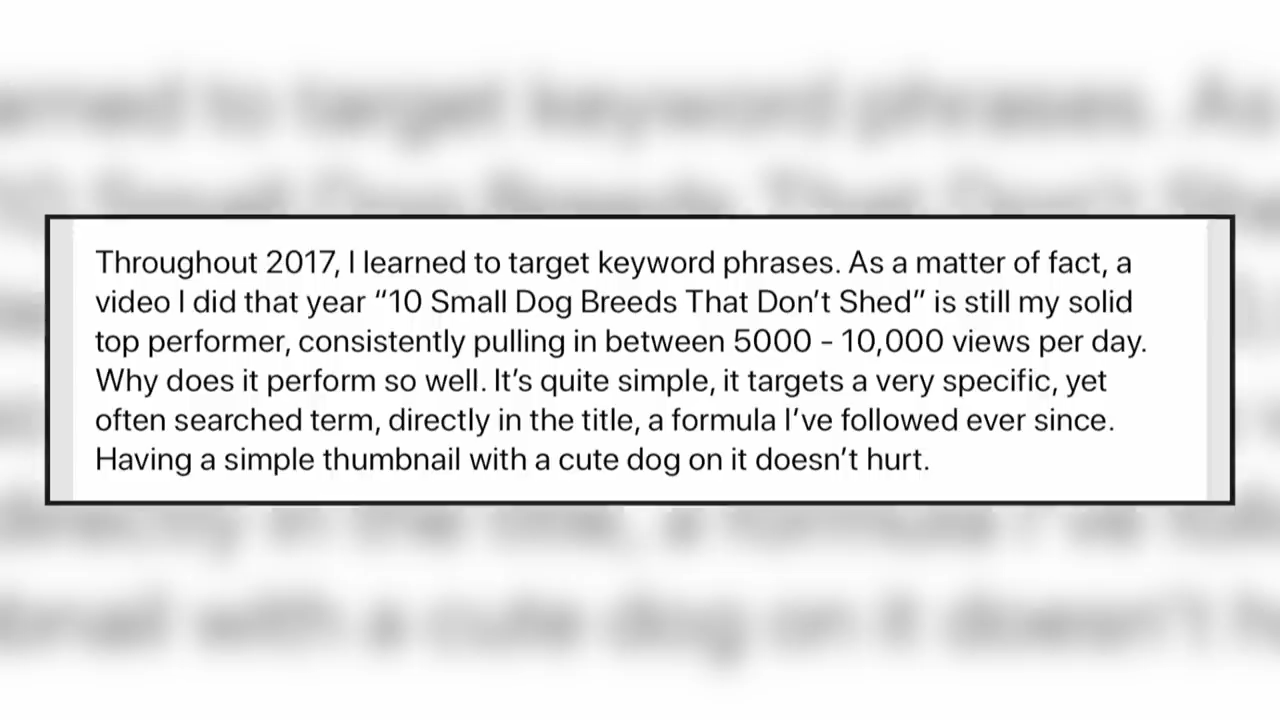 Throughout 2017, I learned to target keyword phrases. As a matter of fact, a
video I did that year “10 Small Dog Breeds That Don’t Shed” is still my solid
top performer, consistently pulling in between 5000 - 10,000 views per day.
Why does it perform so well. It’s quite simple, it targets a very specific, yet
often searched term, directly in the title, a formula I’ve followed ever since.
Having a simple thumbnail with a cute dog on it doesn’t hurt.